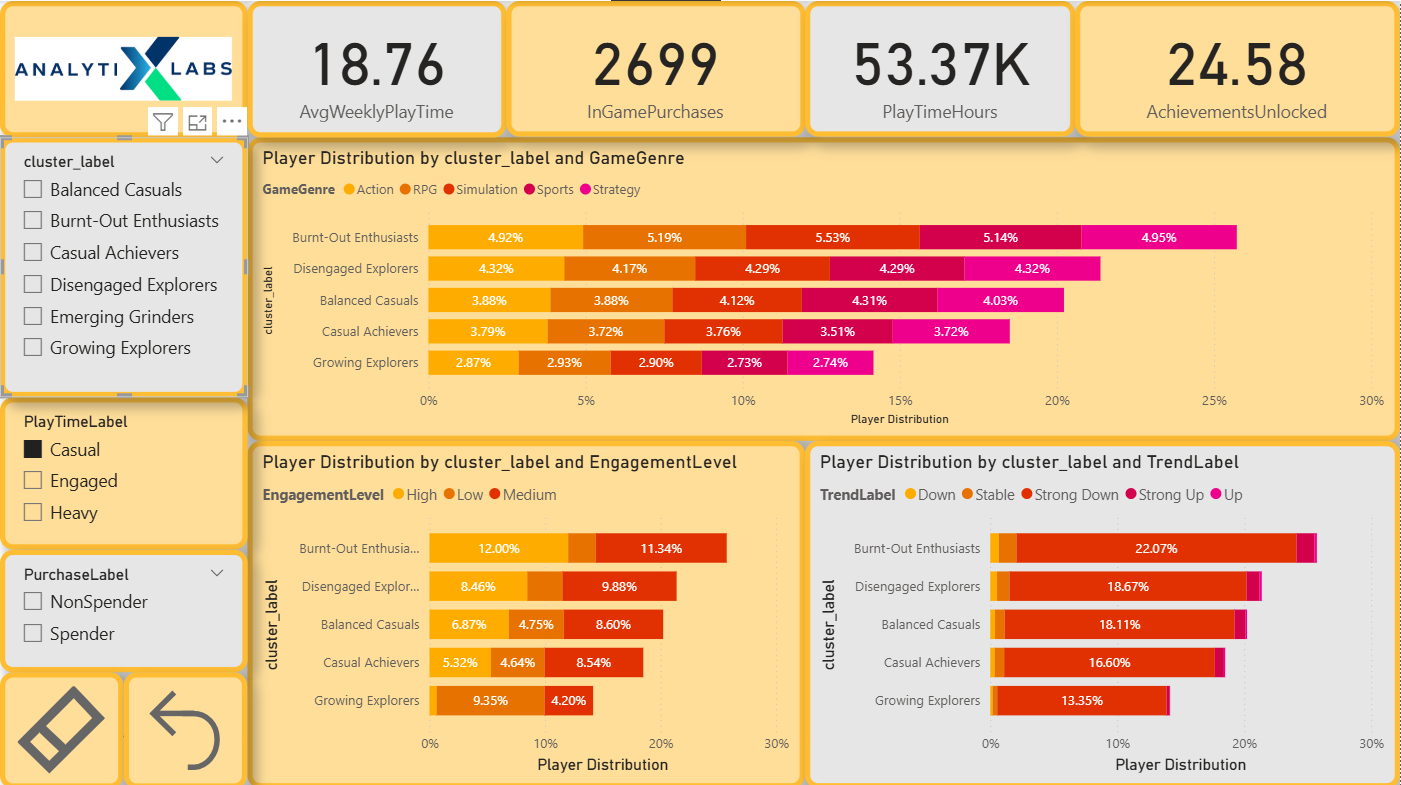 ANALYTIXLABS
18.76
AvgWeeklyPlayTime
2699
InGamePurchases
53.37K
PlayTimeHours
24.58
AchievementsUnlocked
cluster_label
Balanced Casuals
Burnt-Out Enthusiasts
Casual Achievers
Disengaged Explorers
Emerging Grinders
Growing Explorers
PlayTimeLabel
Casual
Engaged
Heavy
PurchaseLabel
NonSpender
Spender
Player Distribution by cluster_label and GameGenre
GameGenre Action RPG Simulation Sports Strategy
cluster_label
Burnt-Out Enthusiasts 4.92% 5.19% 5.53% 5.14% 4.95%
Disengaged Explorers 4.32% 4.17% 4.29% 4.29% 4.32%
Balanced Casuals 3.88% 3.88% 4.12% 4.31% 4.03%
Casual Achievers 3.79% 3.72% 3.76% 3.51% 3.72%
Growing Explorers 2.87% 2.93% 2.90% 2.73% 2.74%
0% 5% 10% 15% 20% 25% 30%
Player Distribution
Player Distribution by cluster_label and EngagementLevel
EngagementLevel High Low Medium
cluster_label
Burnt-Out Enthusia... 12.00% 11.34%
Disengaged Explor... 8.46% 9.88%
Balanced Casuals 6.87% 4.75% 8.60%
Casual Achievers 5.32% 4.64% 8.54%
Growing Explorers 9.35% 4.20%
0% 10% 20% 30%
Player Distribution
Player Distribution by cluster_label and TrendLabel
TrendLabel Down Stable Strong Down Strong Up Up
cluster_label
Burnt-Out Enthusiasts 22.07%
Disengaged Explorers 18.67%
Balanced Casuals 18.11%
Casual Achievers 16.60%
Growing Explorers 13.35%
0% 10% 20% 30%
Player Distribution